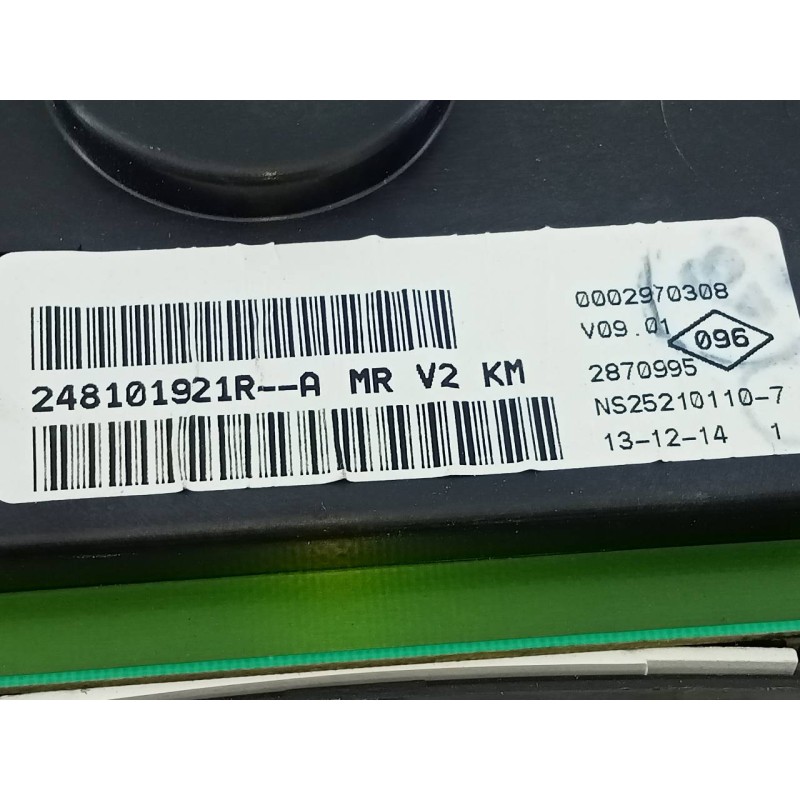 248101921R--A MR V2 KM
0002970308
V09.01
096
2870995
NS25210110-7
13-12-14 1